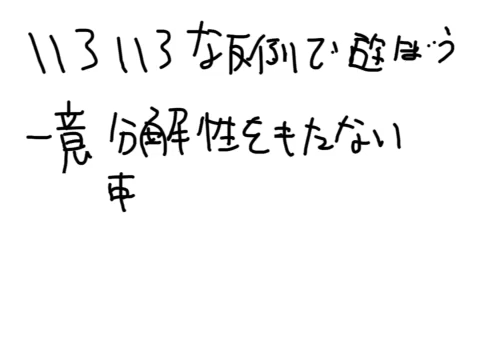 いろいろな反例で遊ぼう
一意分解性をもたない
束